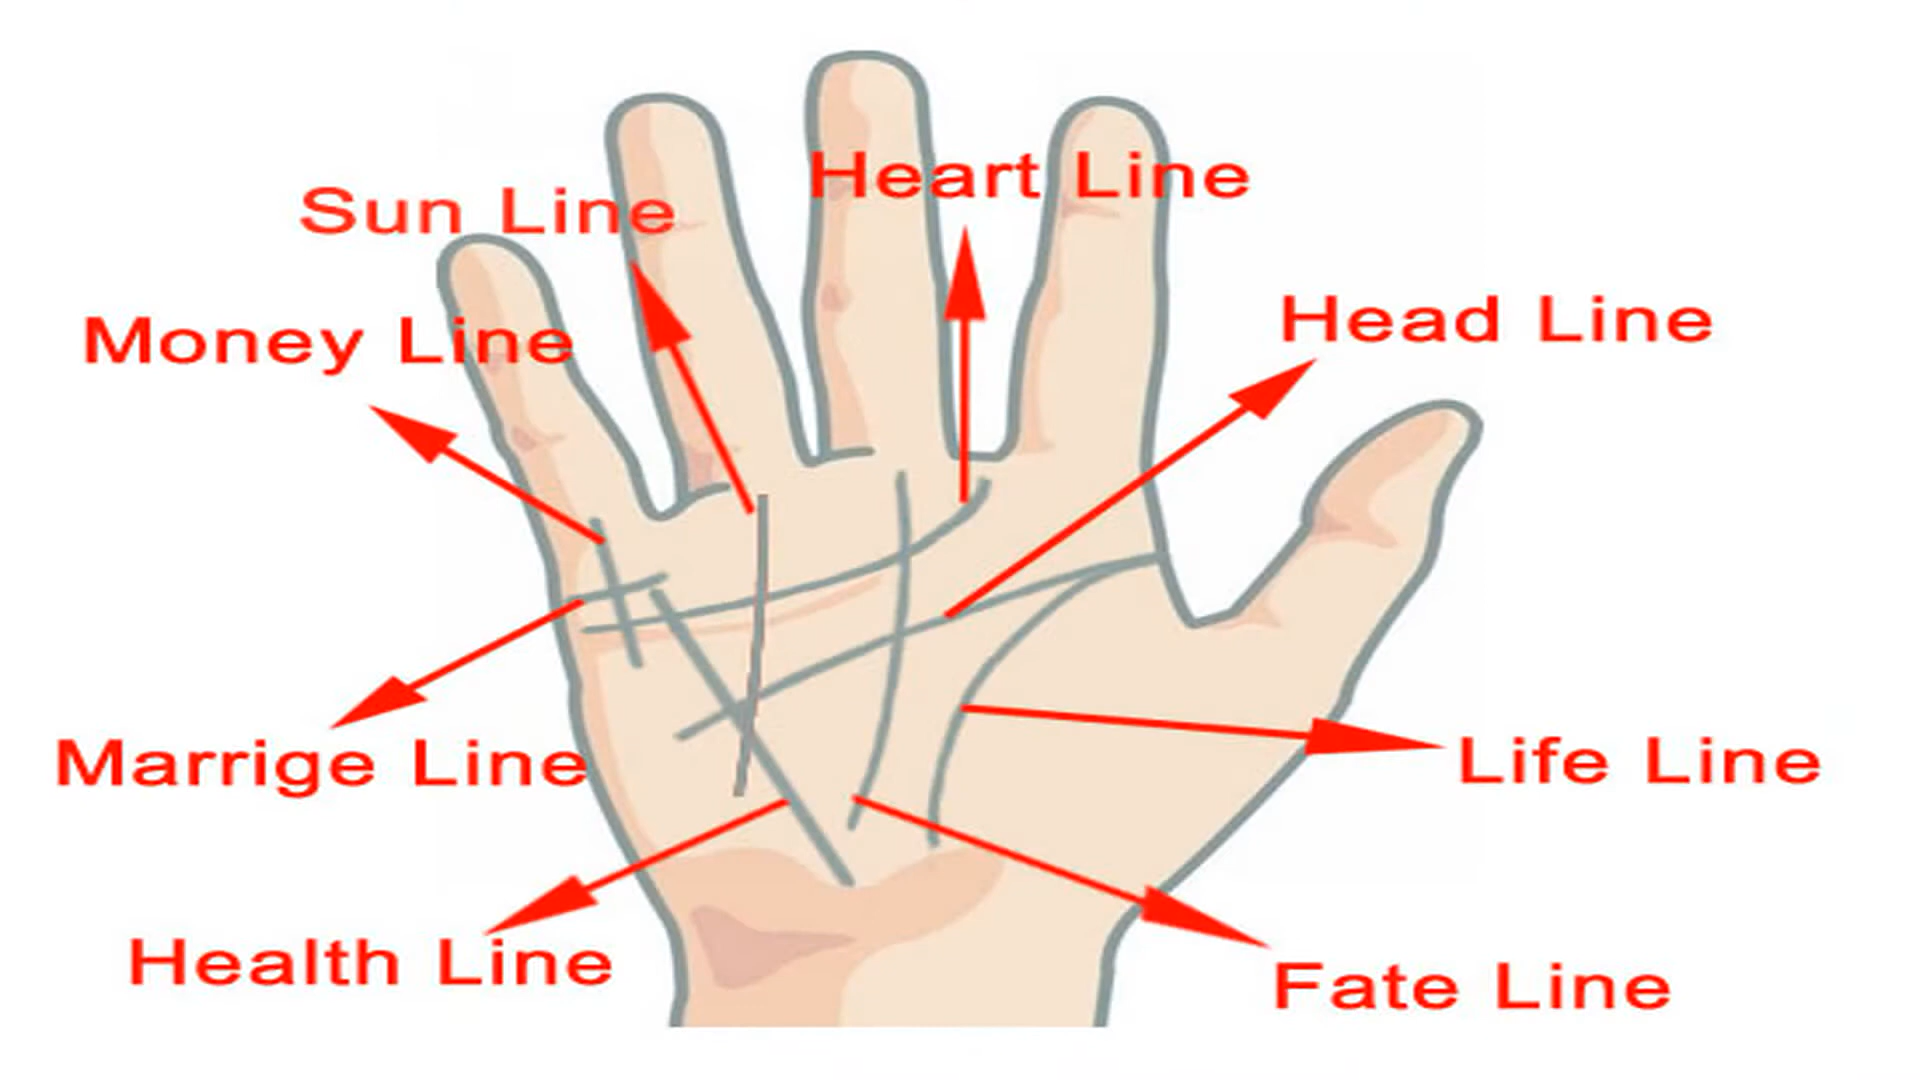 Heart Line
Sun Line
Money Line
Head Line
Marrige Line
Life Line
Health Line
Fate Line